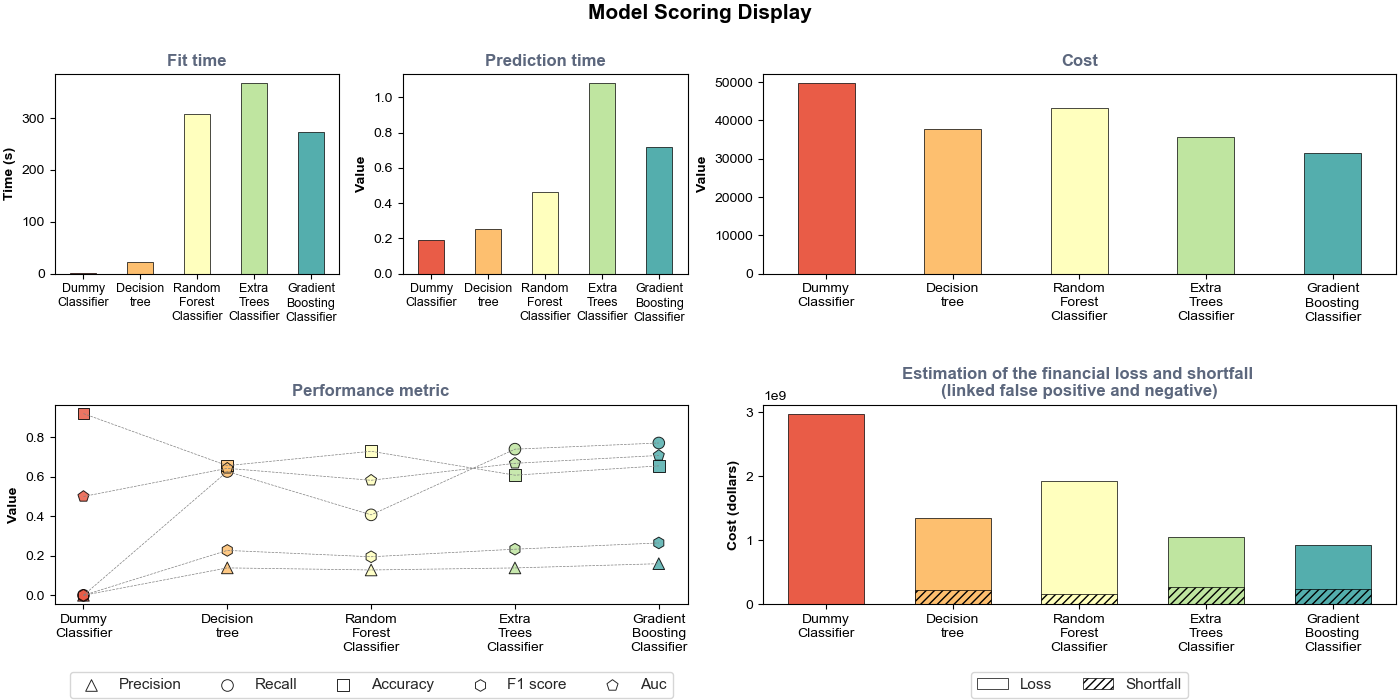 Model Scoring Display
Fit time
Time (s)
300
200
100
0
Dummy
Classifier
Decision
tree
Random
Forest
Classifier
Extra
Trees
Classifier
Gradient
Boosting
Classifier
Prediction time
Value
1.0
0.8
0.6
0.4
0.2
0.0
Dummy
Classifier
Decision
tree
Random
Forest
Classifier
Extra
Trees
Classifier
Gradient
Boosting
Classifier
Cost
Value
50000
40000
30000
20000
10000
0
Dummy
Classifier
Decision
tree
Random
Forest
Classifier
Extra
Trees
Classifier
Gradient
Boosting
Classifier
Performance metric
Value
0.8
0.6
0.4
0.2
0.0
Dummy
Classifier
Decision
tree
Random
Forest
Classifier
Extra
Trees
Classifier
Gradient
Boosting
Classifier
Precision Recall Accuracy F1 score Auc
Estimation of the financial loss and shortfall
(linked false positive and negative)
1e9
Cost (dollars)
3
2
1
0
Dummy
Classifier
Decision
tree
Random
Forest
Classifier
Extra
Trees
Classifier
Gradient
Boosting
Classifier
Loss Shortfall